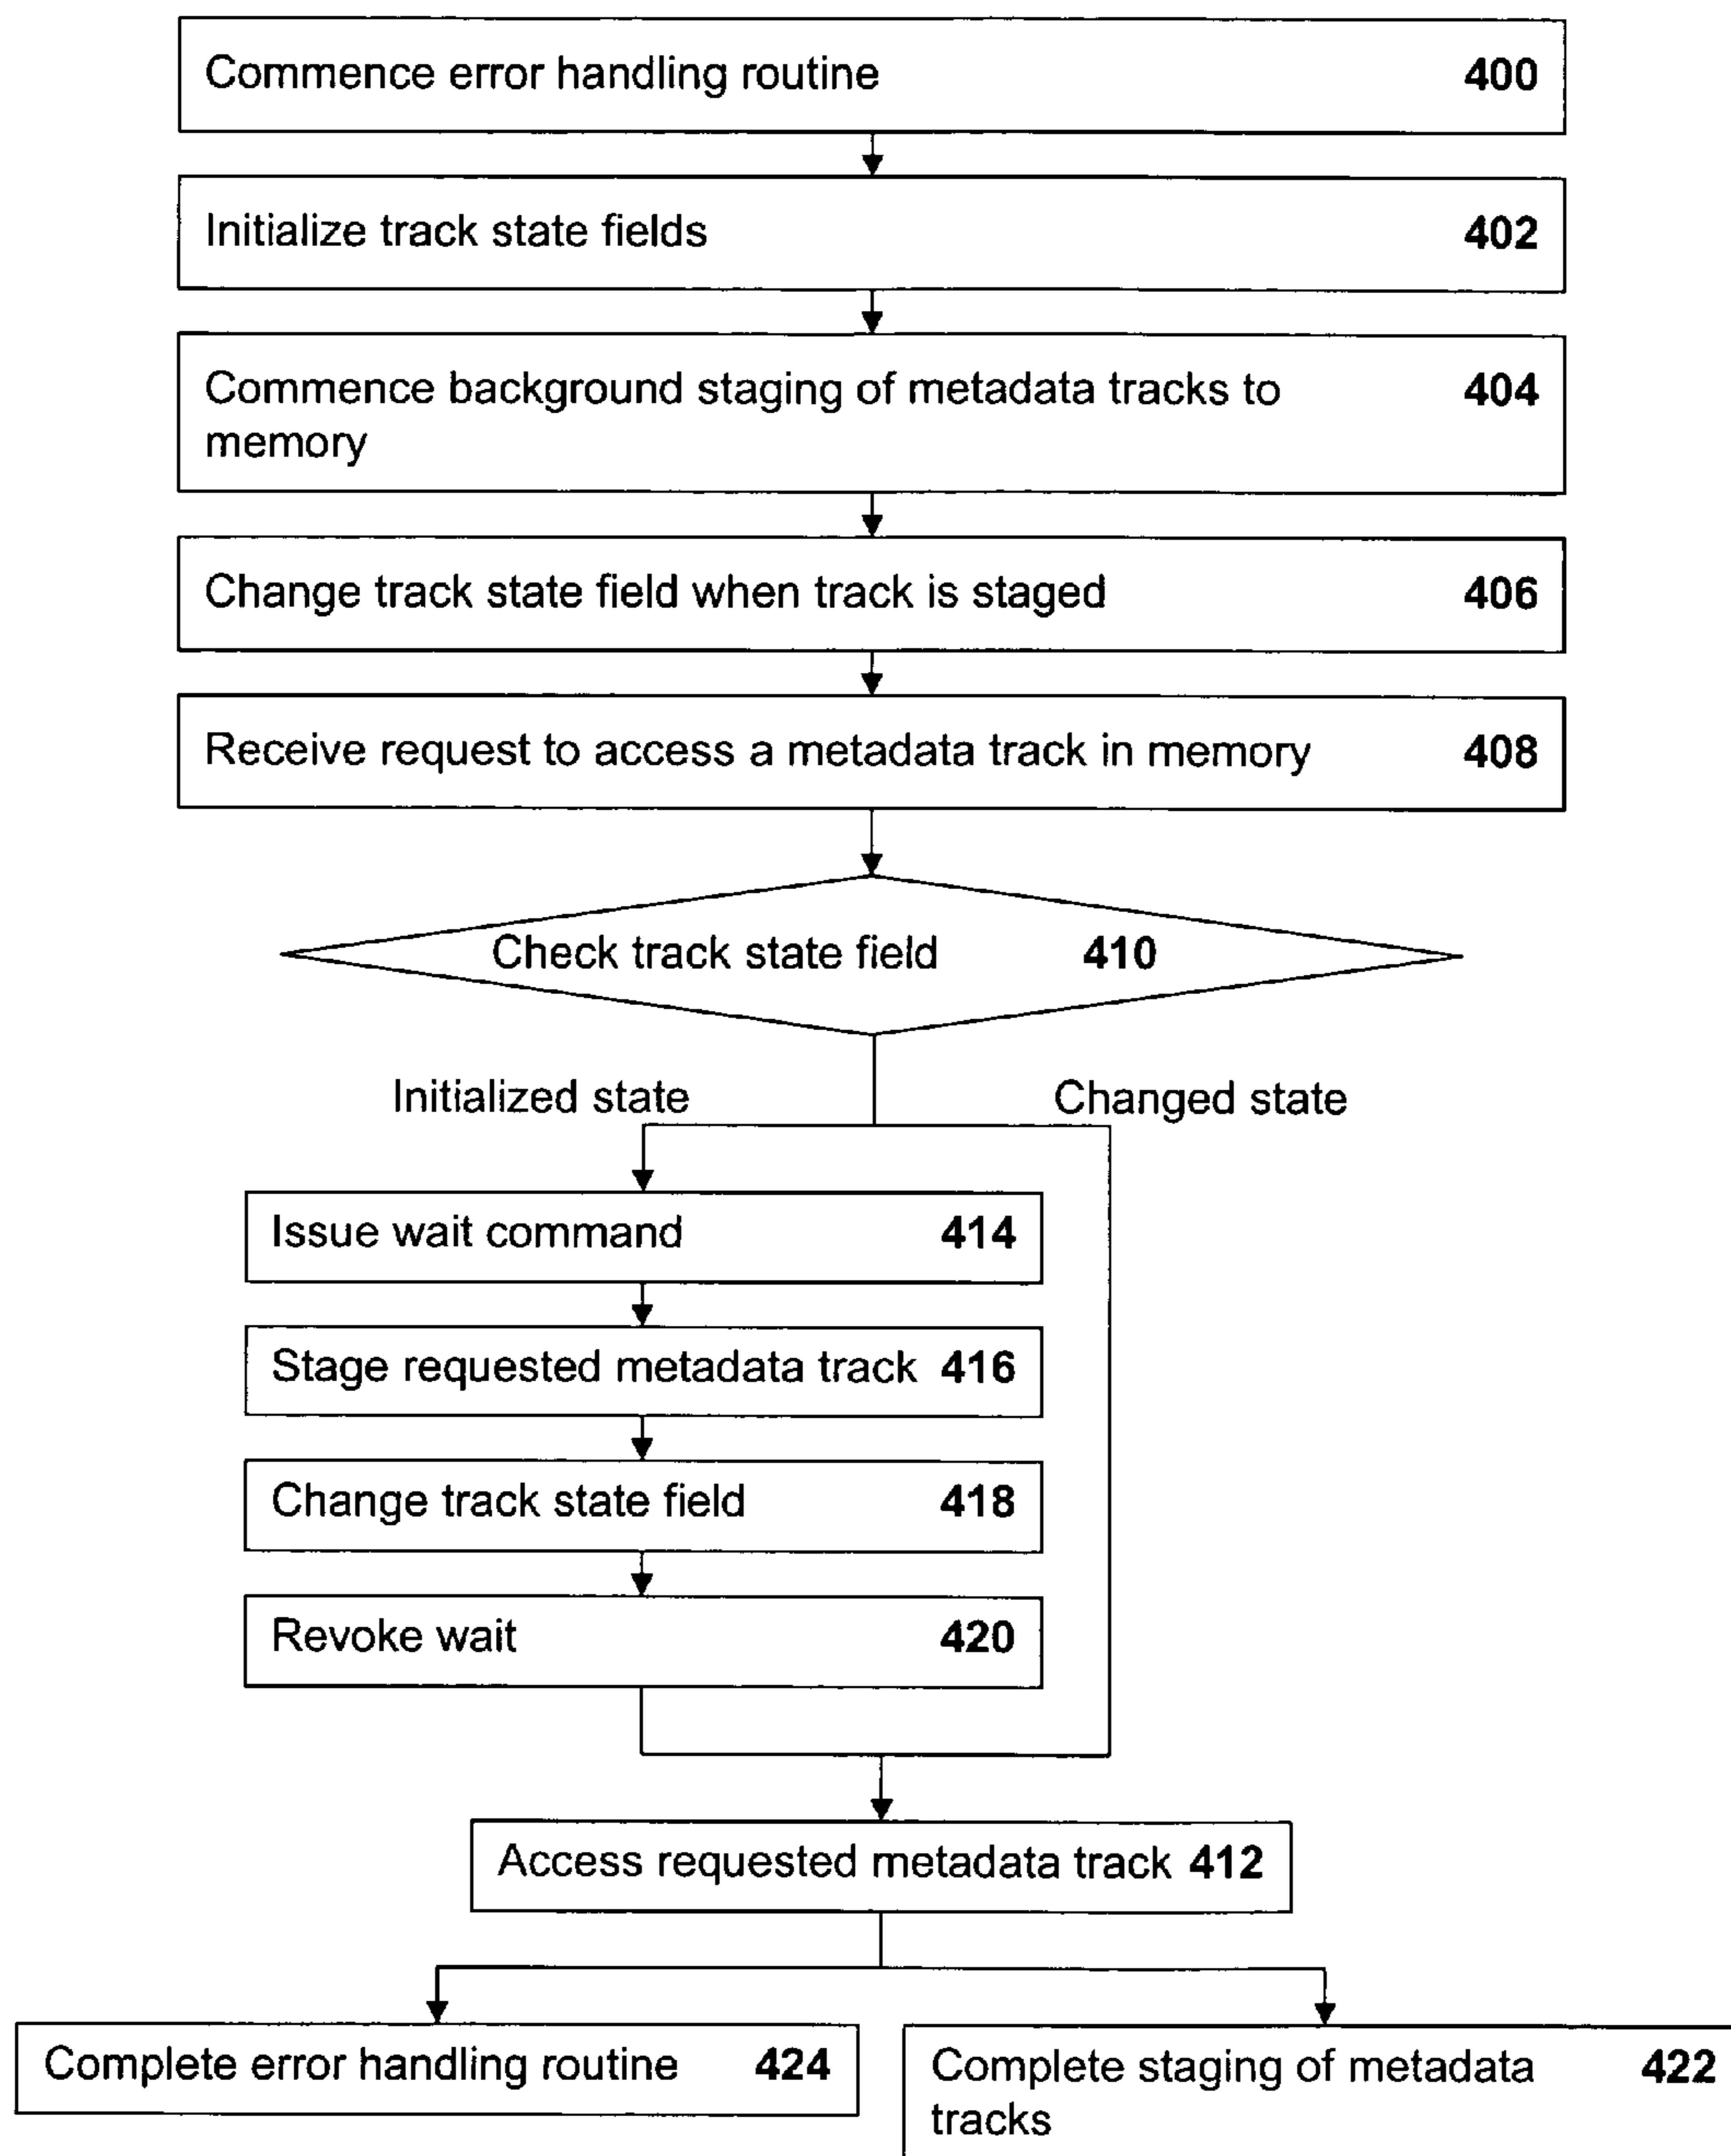 Commence error handling routine 400
Initialize track state fields 402
Commence background staging of metadata tracks to 404
memory
Change track state field when track is staged 406
Receive request to access a metadata track in memory 408
Check track state field 410
Initialized state Changed state
Issue wait command 414
Stage requested metadata track 416
Change track state field 418
Revoke wait 420
Access requested metadata track 412
Complete error handling routine 424
Complete staging of metadata 422
tracks